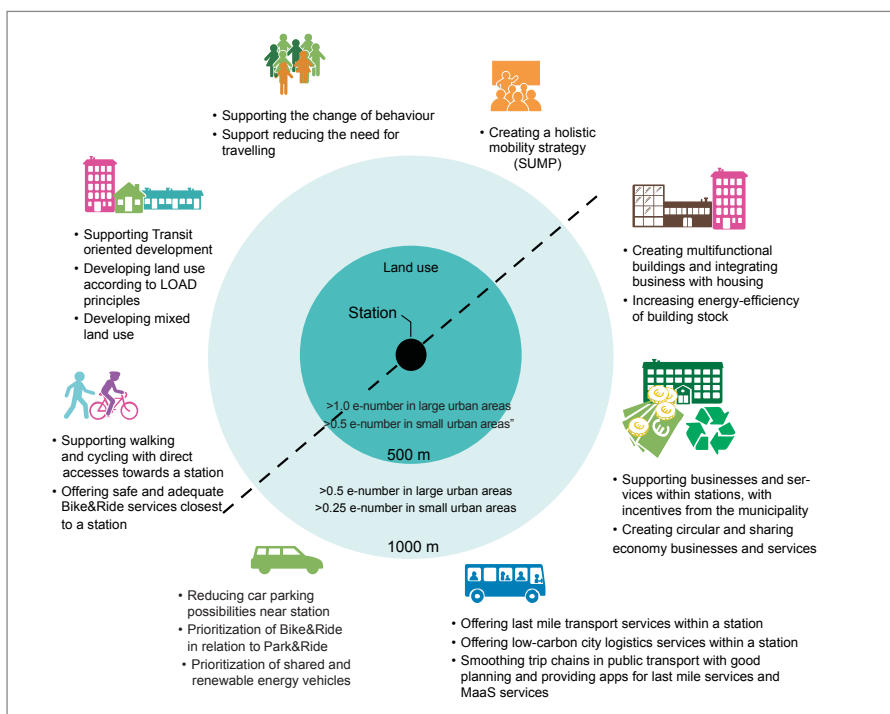 • Supporting the change of behaviour
• Support reducing the need for
travelling
• Creating a holistic
mobility strategy
(SUMP)
• Supporting Transit
oriented development
• Developing land use
according to LOAD
principles
• Developing mixed
land use
• Creating multifunctional
buildings and integrating
business with housing
• Increasing energy-efficiency
of building stock
Land use
Station
>1.0 e-number in large urban areas
>0.5 e-number in small urban areas”
500 m
>0.5 e-number in large urban areas
>0.25 e-number in small urban areas
1000 m
• Supporting walking
and cycling with direct
accesses towards a station
• Offering safe and adequate
Bike&Ride services closest
to a station
• Supporting businesses and ser-
vices within stations, with
incentives from the municipality
• Creating circular and sharing
economy businesses and services
• Reducing car parking
possibilities near station
• Prioritization of Bike&Ride
in relation to Park&Ride
• Prioritization of shared and
renewable energy vehicles
• Offering last mile transport services within a station
• Offering low-carbon city logistics services within a station
• Smoothing trip chains in public transport with good
planning and providing apps for last mile services and
MaaS services